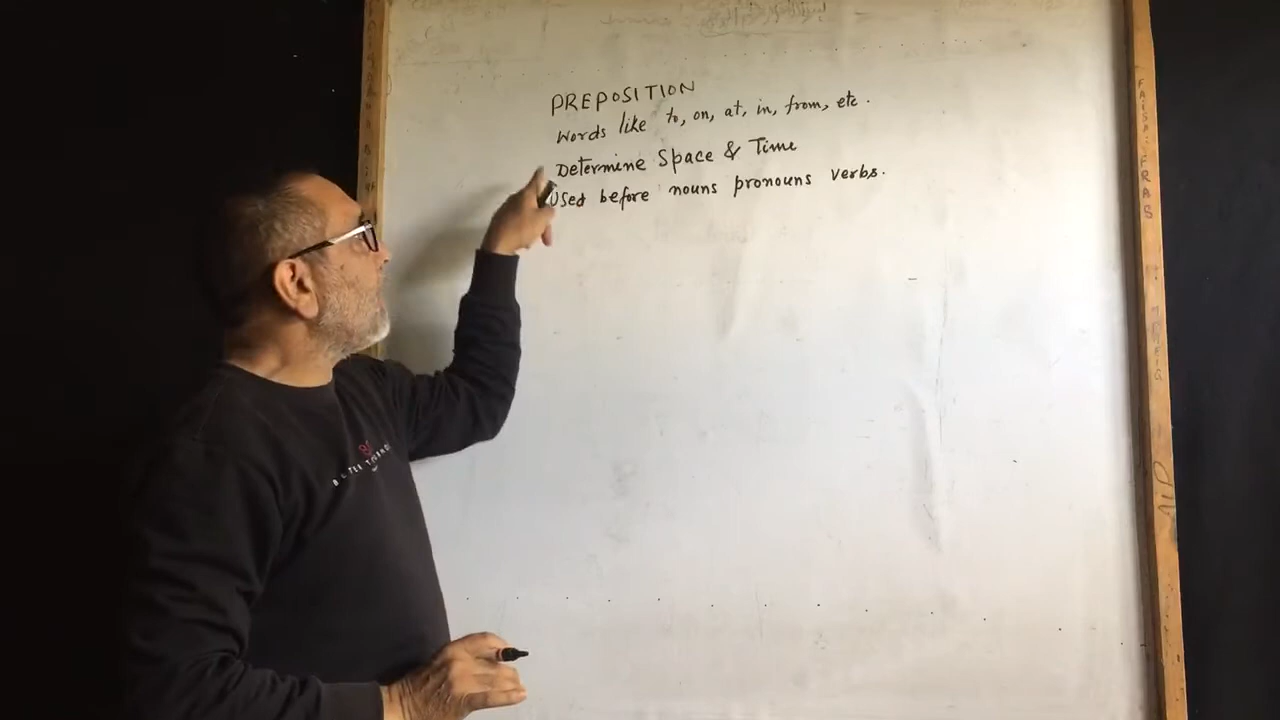 PREPOSITION
Words like to, on, at, in, from, etc.
Determine Space & Time
Used before nouns pronouns verbs.